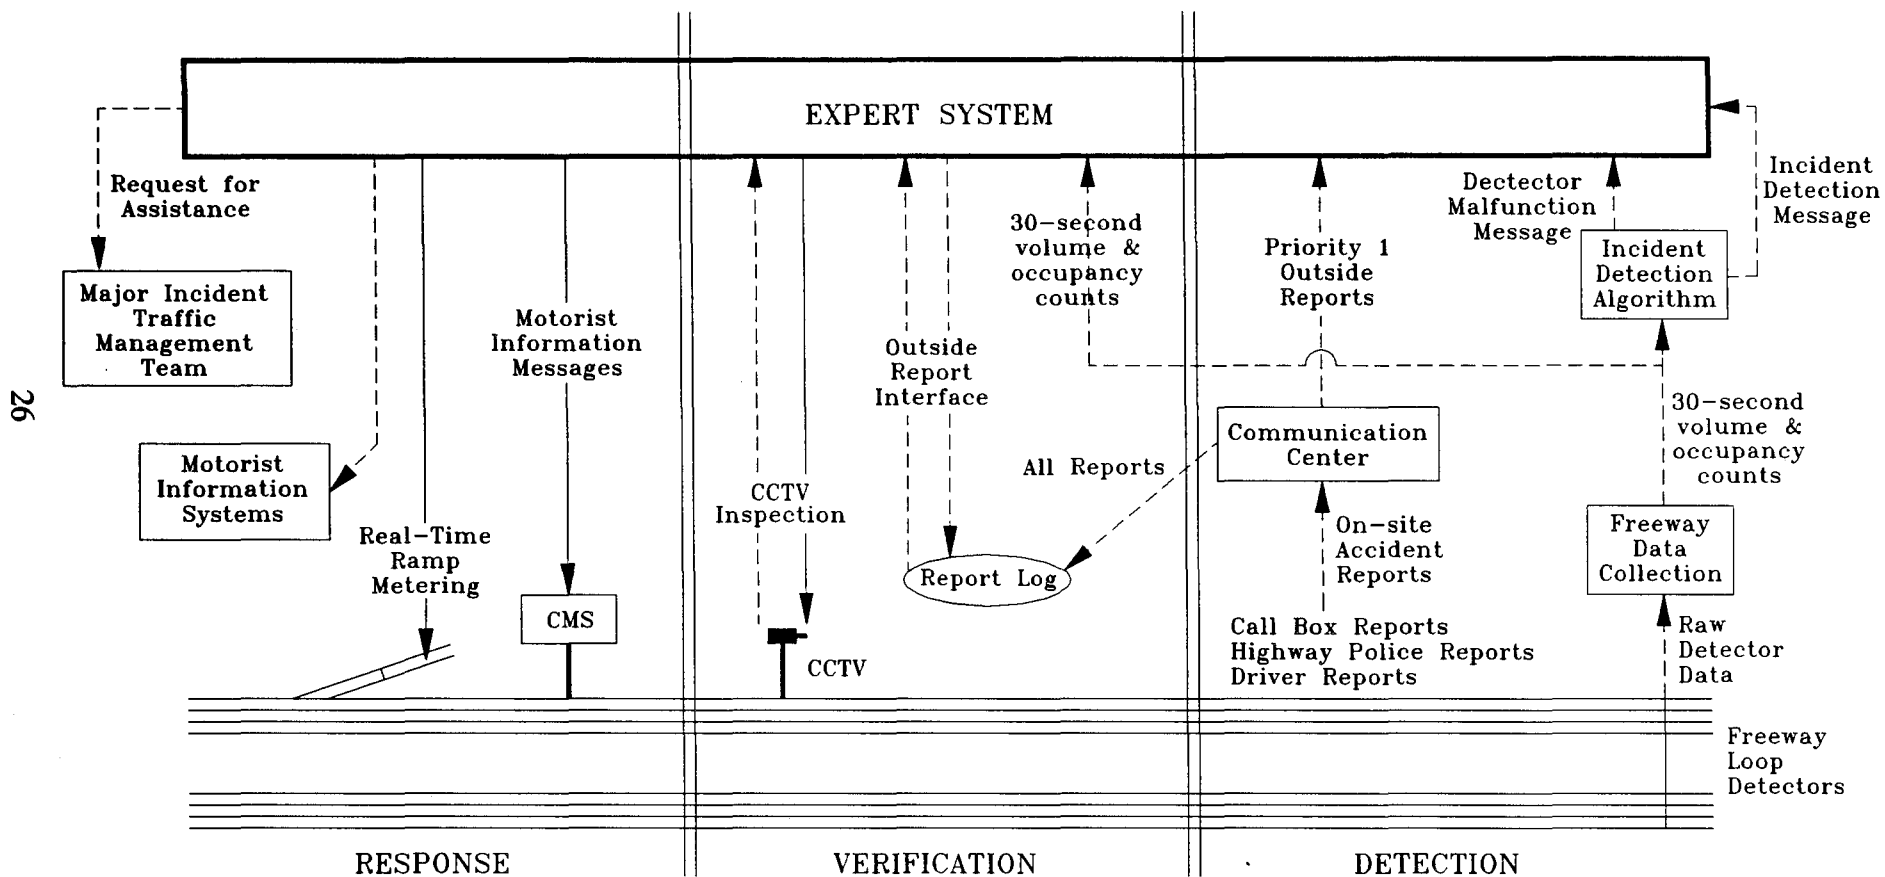 EXPERT SYSTEM
Request for
Assistance
Major Incident
Traffic
Management
Team
Motorist
Information
Systems
Real-Time
Ramp
Metering
Motorist
Information
Messages
CMS
CCTV
Inspection
CCTV
Outside
Report
Interface
Report Log
30-second
volume &
occupancy
counts
All Reports
Priority 1
Outside
Reports
Communication
Center
On-site
Accident
Reports
Call Box Reports
Highway Police Reports
Driver Reports
Dectector
Malfunction
Message
Incident
Detection
Message
Incident
Detection
Algorithm
30-second
volume &
occupancy
counts
Freeway
Data
Collection
Raw
Detector
Data
Freeway
Loop
Detectors
RESPONSE
VERIFICATION
DETECTION
26